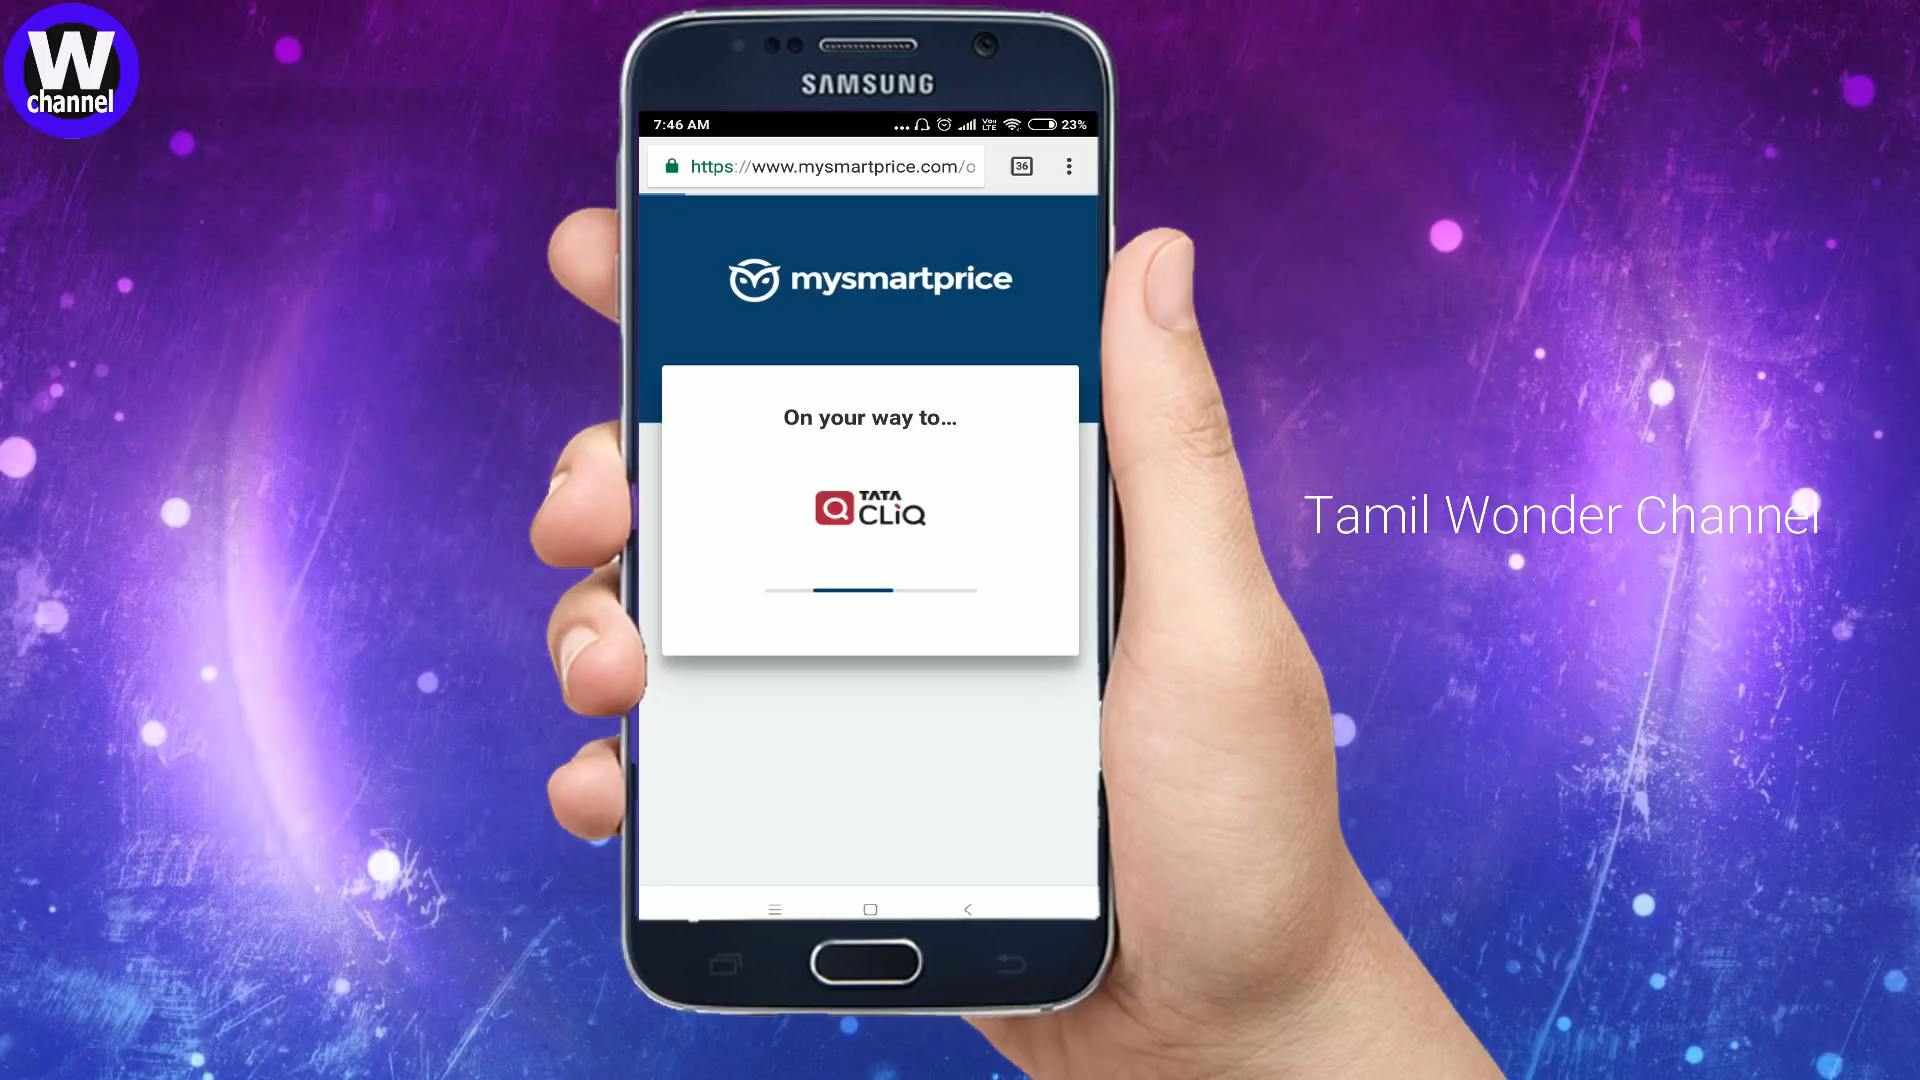 W
channel
SAMSUNG
7:46 AM
VoLTE
23%
https://www.mysmartprice.com/o
36
mysmartprice
On your way to...
TATA
CLiQ
Tamil Wonder Channel